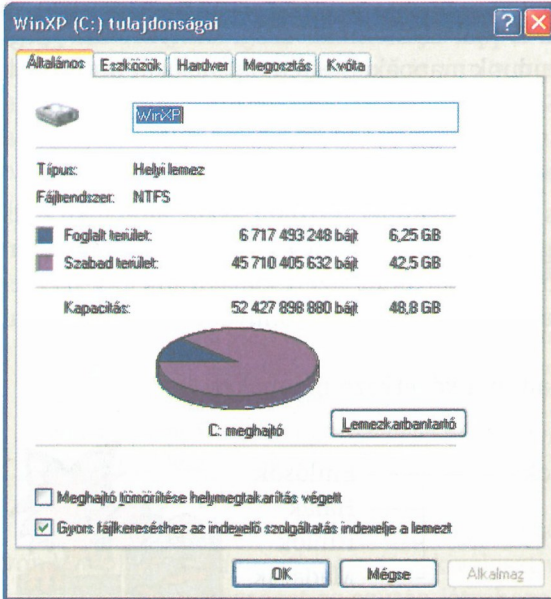 WinXP (C:) tulajdonságai
Általános Eszközök Hardver Megosztás Kvóta
WinXP
Típus: Helyi lemez
Fájlrendszer: NTFS
Foglalt terület: 6 717 493 248 bájt 6,25 GB
Szabad terület: 45 710 405 632 bájt 42,5 GB
Kapacitás: 52 427 898 880 bájt 48,8 GB
C: meghajtó Lemezkarbantartó
Meghajtó tömörítése helymegtakarítás végett
Gyors fájlkereséshez az indexelő szolgáltatás indexelje a lemezt
OK Mégse Alkalmaz